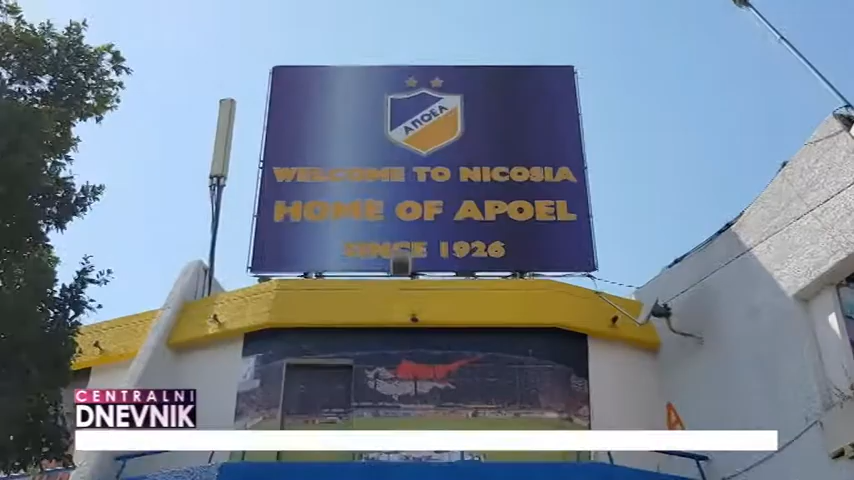 ΑΠΟΕΛ
WELCOME TO NICOSIA
HOME OF APOEL
SINCE 1926
CENTRALNI
DNEVNIK